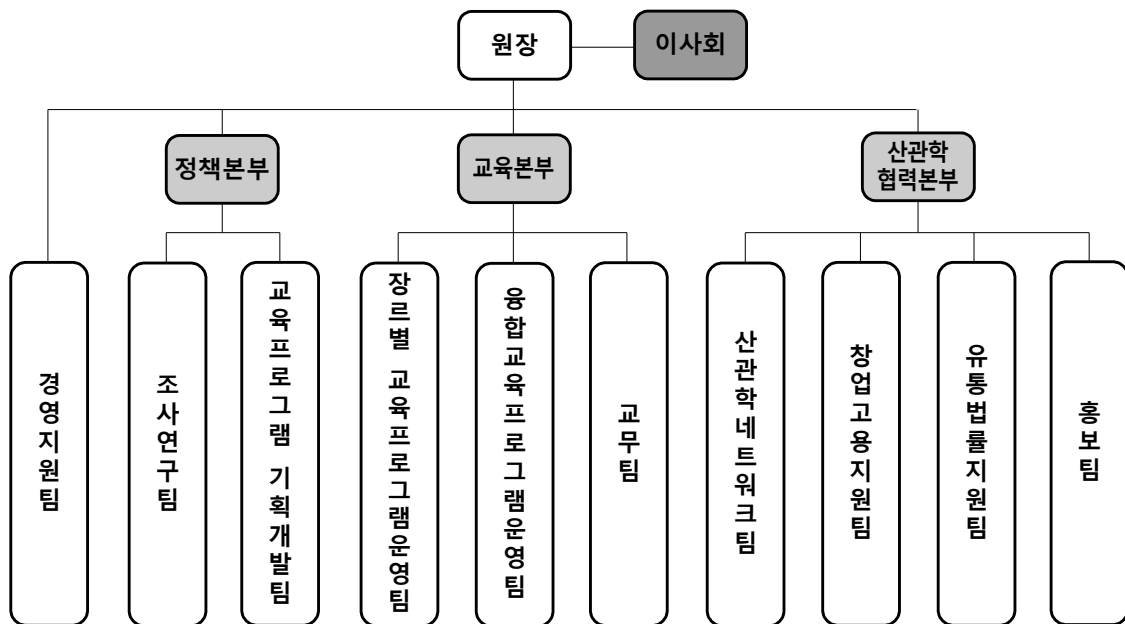 원장
이사회
정책본부
교육본부
산관학
협력본부
경영지원팀
조사연구팀
교육프로그램 기획개발팀
장르별 교육프로그램운영팀
융합교육프로그램운영팀
교무팀
산관학네트워크팀
창업고용지원팀
유통법률지원팀
홍보팀